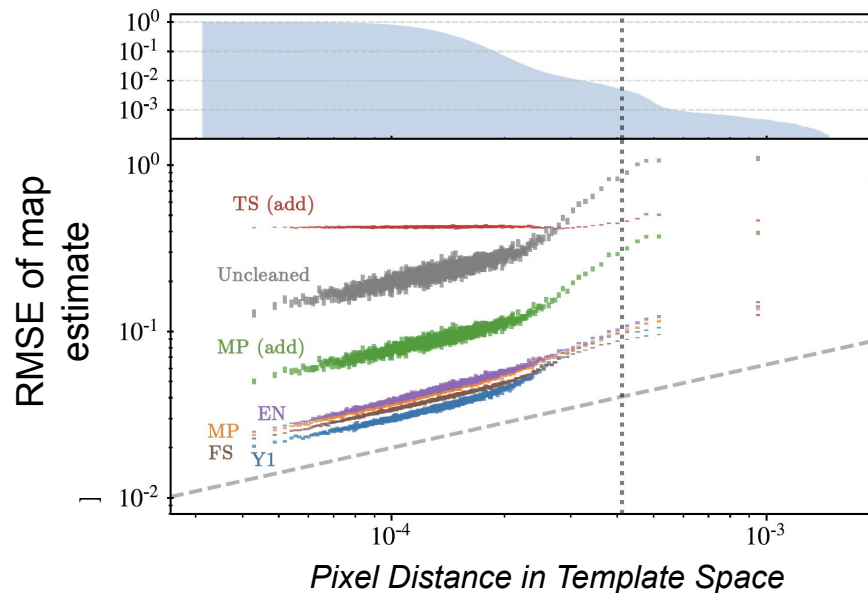 10^0
10^-1
10^-2
10^-3
10^0
TS (add)
Uncleaned
MP (add)
10^-1
EN
MP
FS
Y1
10^-2
RMSE of map
estimate
]
10^-4
10^-3
Pixel Distance in Template Space